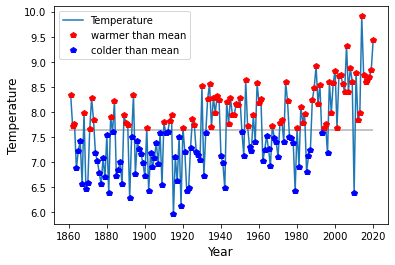 Temperature
warmer than mean
colder than mean
10.0
9.5
9.0
8.5
8.0
7.5
7.0
6.5
6.0
Temperature
1860 1880 1900 1920 1940 1960 1980 2000 2020
Year